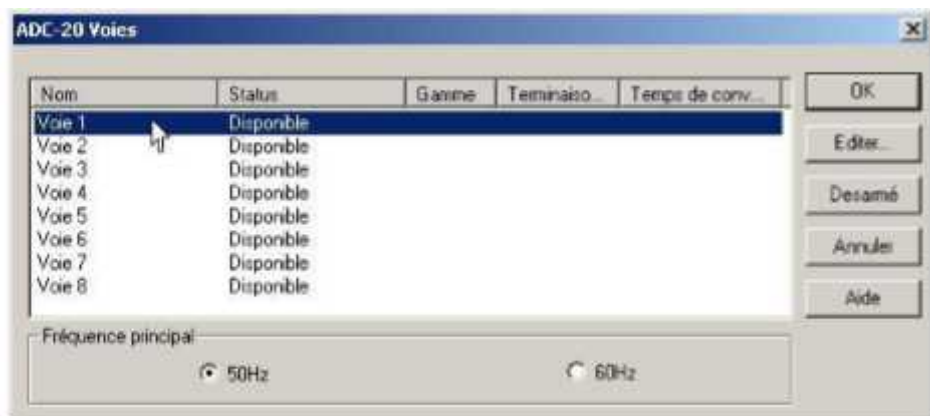 ADC-20 Voies
Nom Status Gamme Terminaiso... Temps de conv...
Voie 1 Disponible
Voie 2 Disponible
Voie 3 Disponible
Voie 4 Disponible
Voie 5 Disponible
Voie 6 Disponible
Voie 7 Disponible
Voie 8 Disponible
OK
Editer...
Desarmé
Annuler
Aide
Fréquence principal
50Hz 60Hz